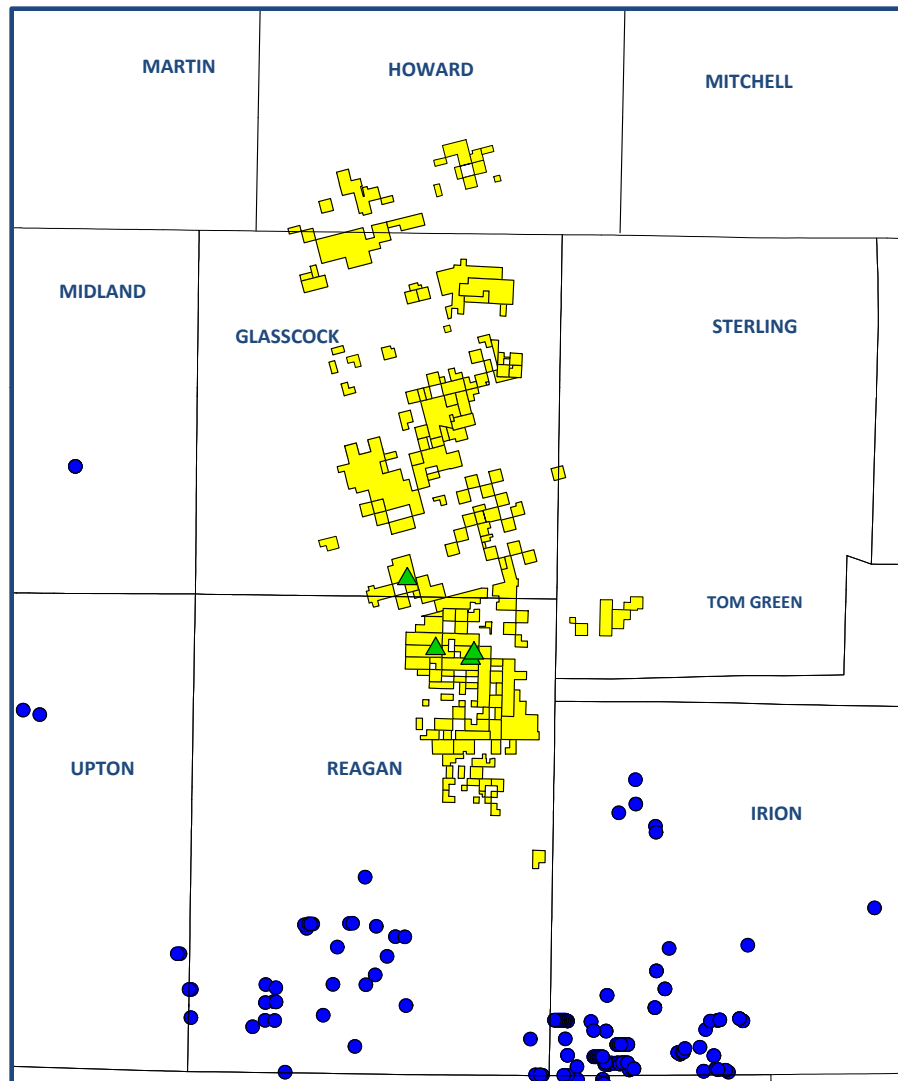 MARTIN
HOWARD
MITCHELL
MIDLAND
GLASSCOCK
STERLING
TOM GREEN
UPTON
REAGAN
IRION